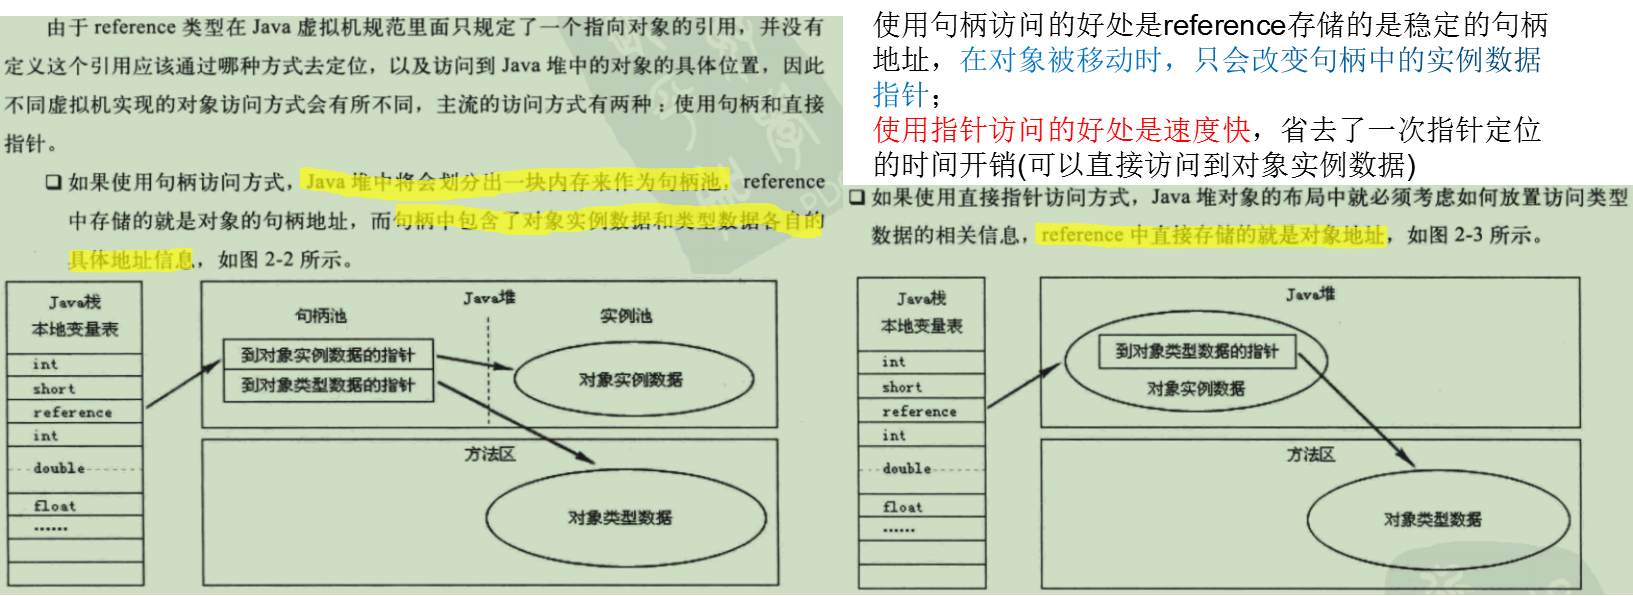 由于 reference 类型在 Java 虚拟机规范里面只规定了一个指向对象的引用，并没有
定义这个引用应该通过哪种方式去定位，以及访问到 Java 堆中的对象的具体位置，因此
不同虚拟机实现的对象访问方式会有所不同，主流的访问方式有两种：使用句柄和直接
指针。
❑ 如果使用句柄访问方式，Java 堆中将会划分出一块内存来作为句柄池，reference
中存储的就是对象的句柄地址，而句柄中包含了对象实例数据和类型数据各自的
具体地址信息，如图 2-2 所示。
Java栈
本地变量表
int
short
reference
int
double
float
......
Java堆
句柄池
实例池
到对象实例数据的指针
到对象类型数据的指针
对象实例数据
方法区
对象类型数据
使用句柄访问的好处是reference存储的是稳定的句柄
地址，在对象被移动时，只会改变句柄中的实例数据
指针；
使用指针访问的好处是速度快，省去了一次指针定位
的时间开销(可以直接访问到对象实例数据)
❑ 如果使用直接指针访问方式，Java 堆对象的布局中就必须考虑如何放置访问类型
数据的相关信息，reference 中直接存储的就是对象地址，如图 2-3 所示。
Java栈
本地变量表
int
short
reference
int
double
float
......
Java堆
到对象类型数据的指针
对象实例数据
方法区
对象类型数据